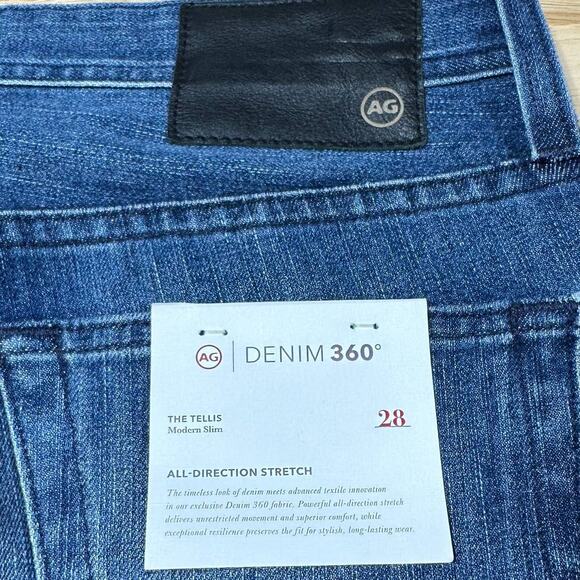 AG
AG | DENIM 360°
THE TELLIS
Modern Slim
28
ALL-DIRECTION STRETCH
The timeless look of denim meets advanced textile innovation
in our exclusive Denim 360 fabric. Powerful all-direction stretch
delivers unrestricted movement and superior comfort, while
exceptional resilience preserves the fit for stylish, long-lasting wear.